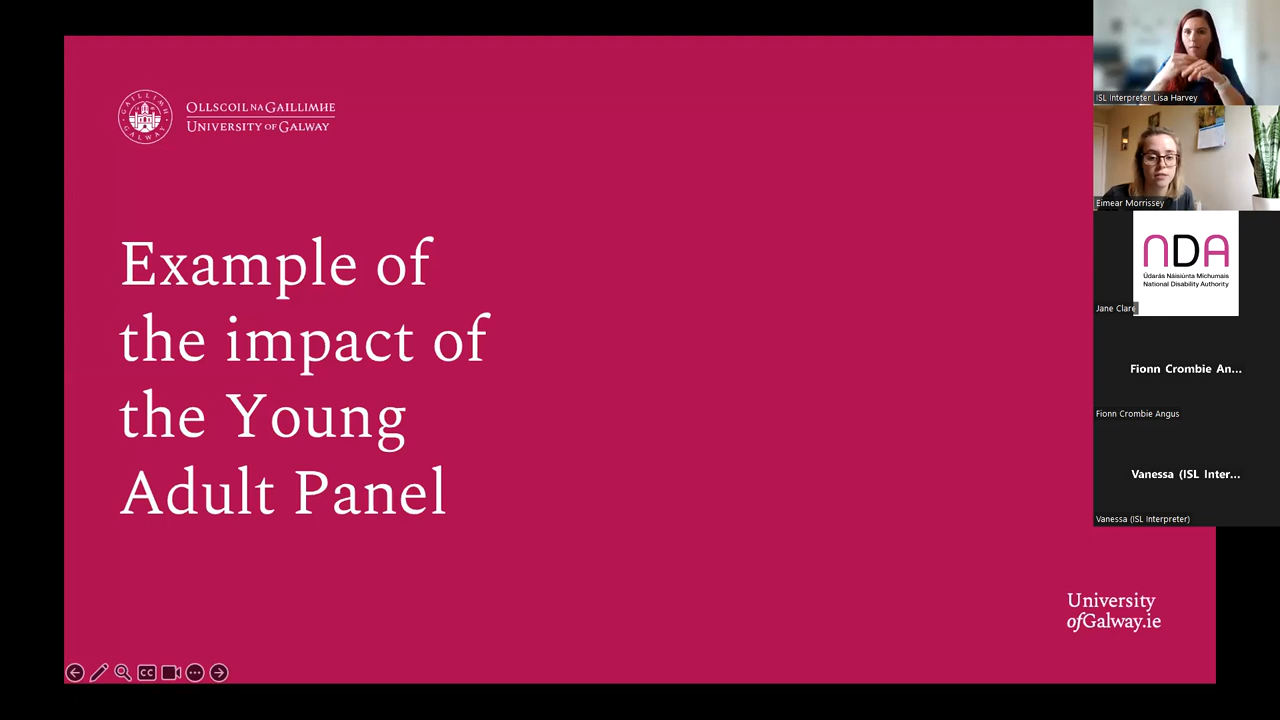 OLLSCOIL NA GAILLIMHE
UNIVERSITY OF GALWAY
Example of
the impact of
the Young
Adult Panel
University
ofGalway.ie
CC
ISL Interpreter Lisa Harvey
Eimear Morrissey
NDA
Údarás Náisiúnta Míchumais
National Disability Authority
Jane Clare
Fionn Crombie An...
Fionn Crombie Angus
Vanessa (ISL Inter...
Vanessa (ISL Interpreter)